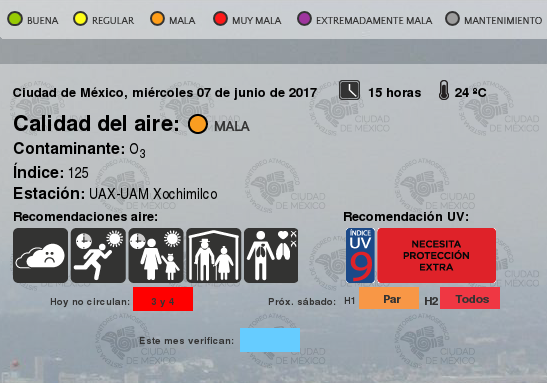 BUENA REGULAR MALA MUY MALA EXTREMADAMENTE MALA MANTENIMIENTO
Ciudad de México, miércoles 07 de junio de 2017 15 horas 24 ºC
Calidad del aire: MALA
Contaminante: O3
Índice: 125
Estación: UAX-UAM Xochimilco
Recomendaciones aire: Recomendación UV:
ÍNDICE
UV
9
NECESITA
PROTECCIÓN
EXTRA
Hoy no circulan: 3 y 4 Próx. sábado: H1 Par H2 Todos
Este mes verifican:
CIUDAD
DE MÉXICO